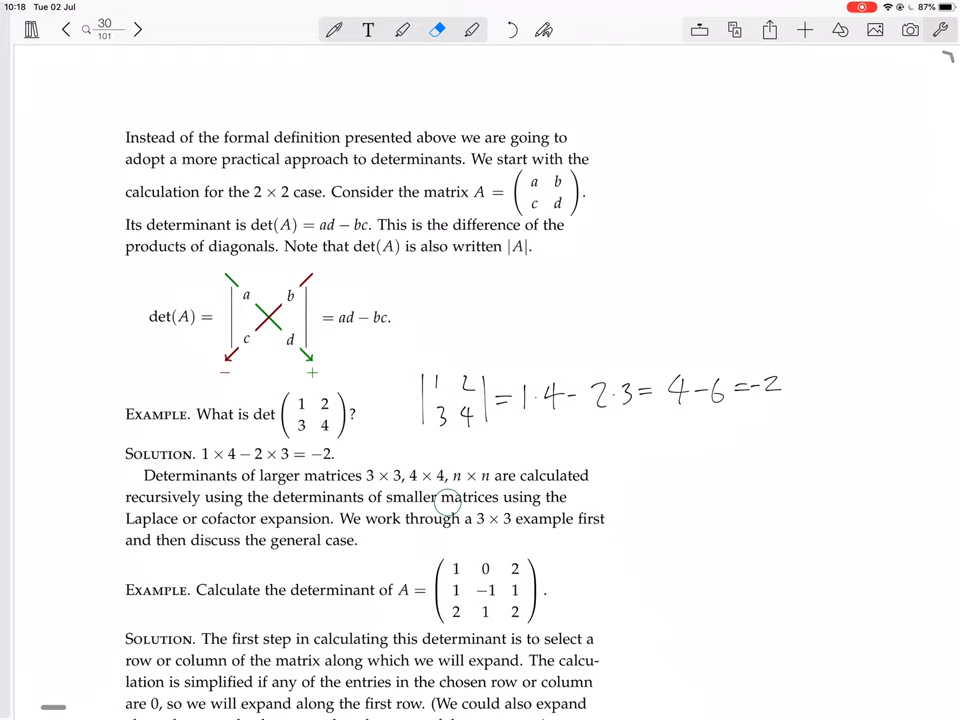 10:18 Tue 02 Jul 87%
30
101
T
Instead of the formal definition presented above we are going to
adopt a more practical approach to determinants. We start with the
calculation for the 2 × 2 case. Consider the matrix A = ( a b
c d ).
Its determinant is det(A) = ad − bc. This is the difference of the
products of diagonals. Note that det(A) is also written |A|.
a b
det(A) = = ad − bc.
c d
− +
EXAMPLE. What is det ( 1 2
3 4 )?
|1 2
3 4| = 1·4 − 2·3 = 4 − 6 = −2
SOLUTION. 1 × 4 − 2 × 3 = −2.
Determinants of larger matrices 3 × 3, 4 × 4, n × n are calculated
recursively using the determinants of smaller matrices using the
Laplace or cofactor expansion. We work through a 3 × 3 example first
and then discuss the general case.
1 0 2
EXAMPLE. Calculate the determinant of A = ( 1 −1 1 ).
2 1 2
SOLUTION. The first step in calculating this determinant is to select a
row or column of the matrix along which we will expand. The calcu-
lation is simplified if any of the entries in the chosen row or column
are 0, so we will expand along the first row. (We could also expand